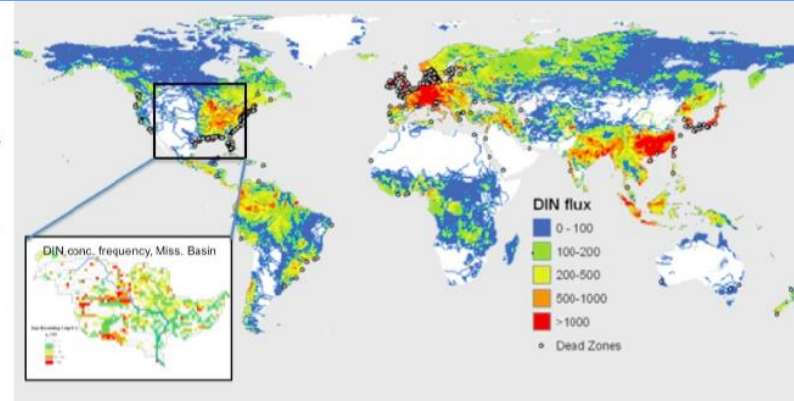 DIN conc. frequency, Miss. Basin
DIN flux
0 - 100
100-200
200-500
500-1000
>1000
Dead Zones